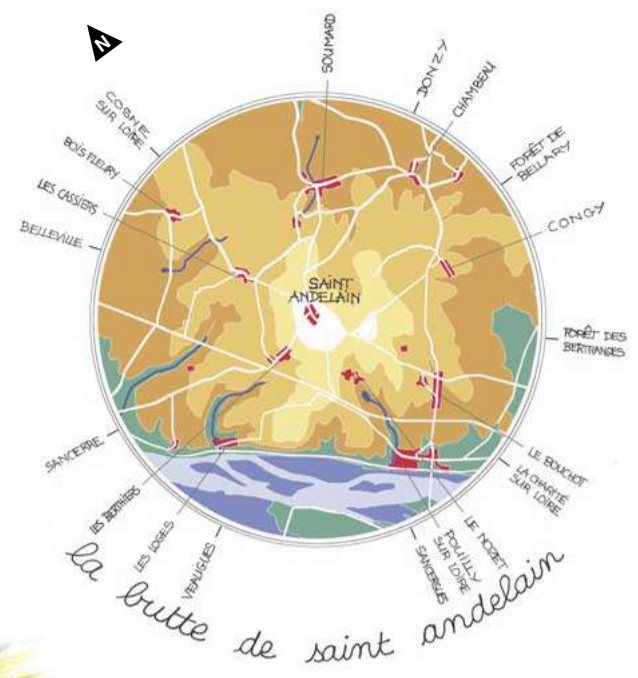 N
SOUMARD
DONZY
CHAMBEAU
COSNE
SUR LOIRE
BOIS FLEURY
FORÊT DE
BELLARY
LES CASSIERS
CONGY
BELLEVILLE
SAINT
ANDELAIN
FORÊT DES
BERTRANGES
SANCERRE
LE BOUCHOT
LA CHARITÉ
SUR LOIRE
LES BERTHIERS
LES LOGES
VEAUGUES
LE NOZET
POUILLY
SUR LOIRE
SANCERGUES
la butte de saint andelain